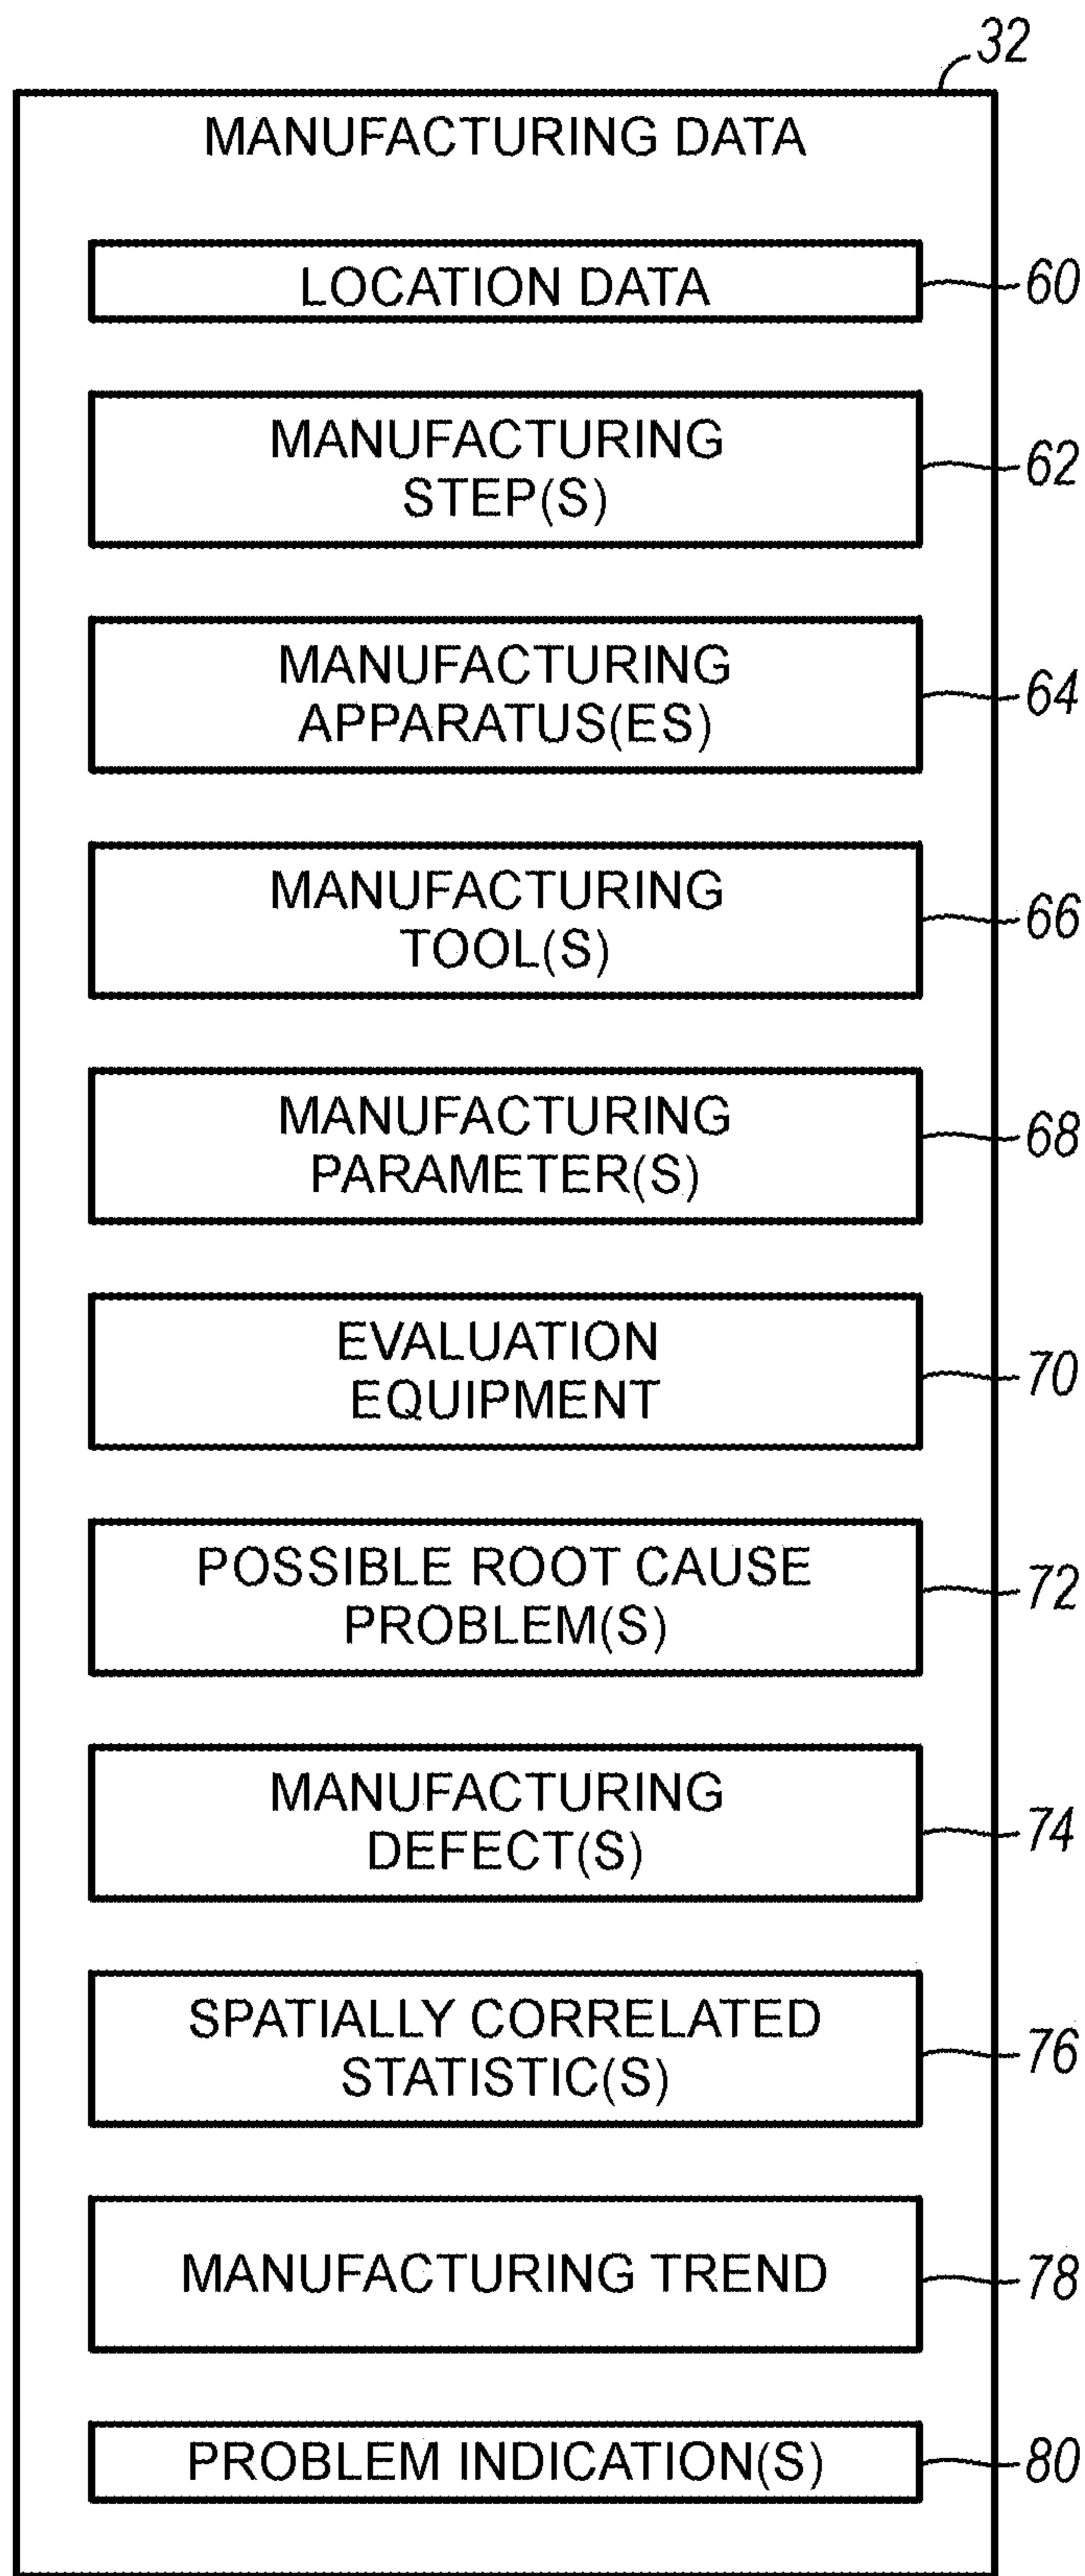 32
MANUFACTURING DATA
LOCATION DATA
60
MANUFACTURING
STEP(S)
62
MANUFACTURING
APPARATUS(ES)
64
MANUFACTURING
TOOL(S)
66
MANUFACTURING
PARAMETER(S)
68
EVALUATION
EQUIPMENT
70
POSSIBLE ROOT CAUSE
PROBLEM(S)
72
MANUFACTURING
DEFECT(S)
74
SPATIALLY CORRELATED
STATISTIC(S)
76
MANUFACTURING TREND
78
PROBLEM INDICATION(S)
80